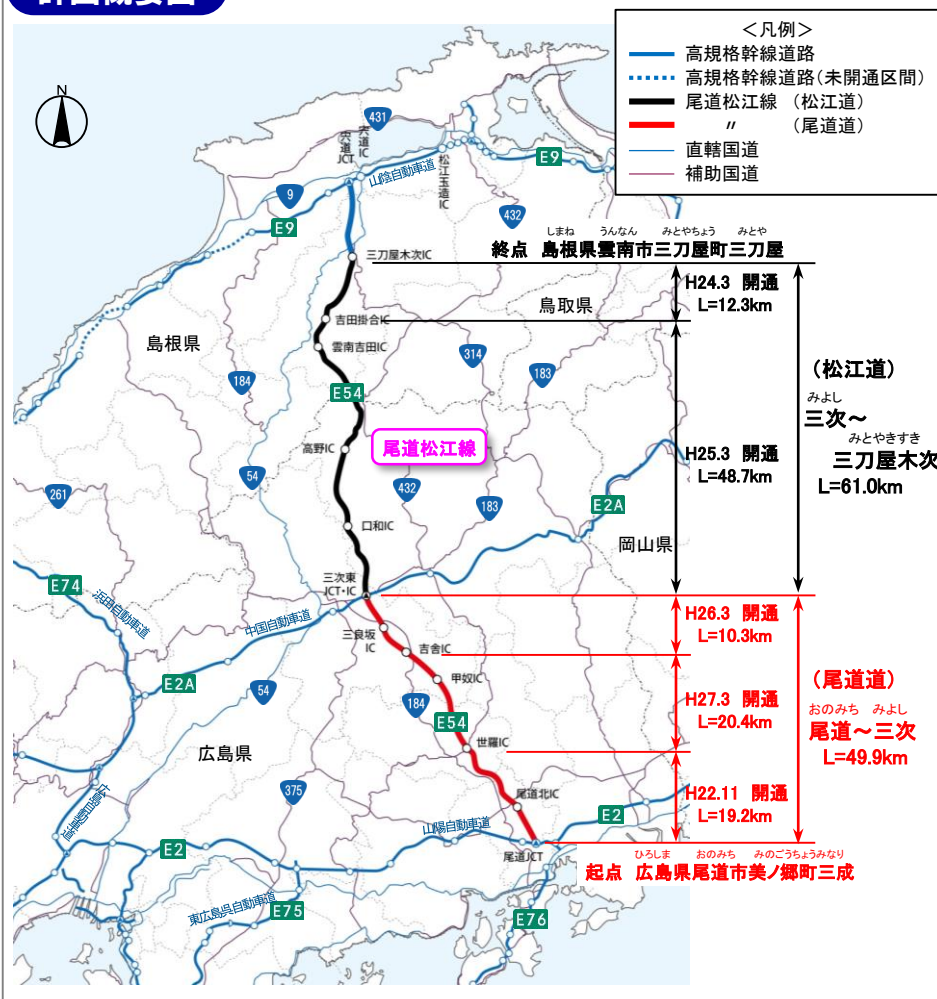 計画概要図
<凡例>
高規格幹線道路
高規格幹線道路(未開通区間)
尾道松江線 (松江道)
〃 (尾道道)
直轄国道
補助国道
N
431
宍道IC
宍道JCT
山陰自動車道
松江玉造IC
E9
9
E9
432
しまね うんなん みとやちょう みとや
終点 島根県雲南市三刀屋町三刀屋
三刀屋木次IC
H24.3 開通
L=12.3km
鳥取県
吉田掛合IC
島根県
雲南吉田IC
314
184
183
E54
(松江道)
みよし
三次~
みとやきすき
三刀屋木次
L=61.0km
高野IC
尾道松江線
H25.3 開通
L=48.7km
54
432
261
183
E2A
口和IC
岡山県
三次東
JCT・IC
E74
浜田自動車道
中国自動車道
H26.3 開通
L=10.3km
三良坂
IC
吉舎IC
甲奴IC
E2A
54
184
E54
(尾道道)
おのみち みよし
尾道~三次
L=49.9km
H27.3 開通
L=20.4km
世羅IC
広島県
375
尾道北IC
H22.11 開通
L=19.2km
広島自動車道
山陽自動車道
E2
E2
尾道JCT
ひろしま おのみち みのごうちょうみなり
起点 広島県尾道市美ノ郷町三成
東広島呉自動車道
E75
E76